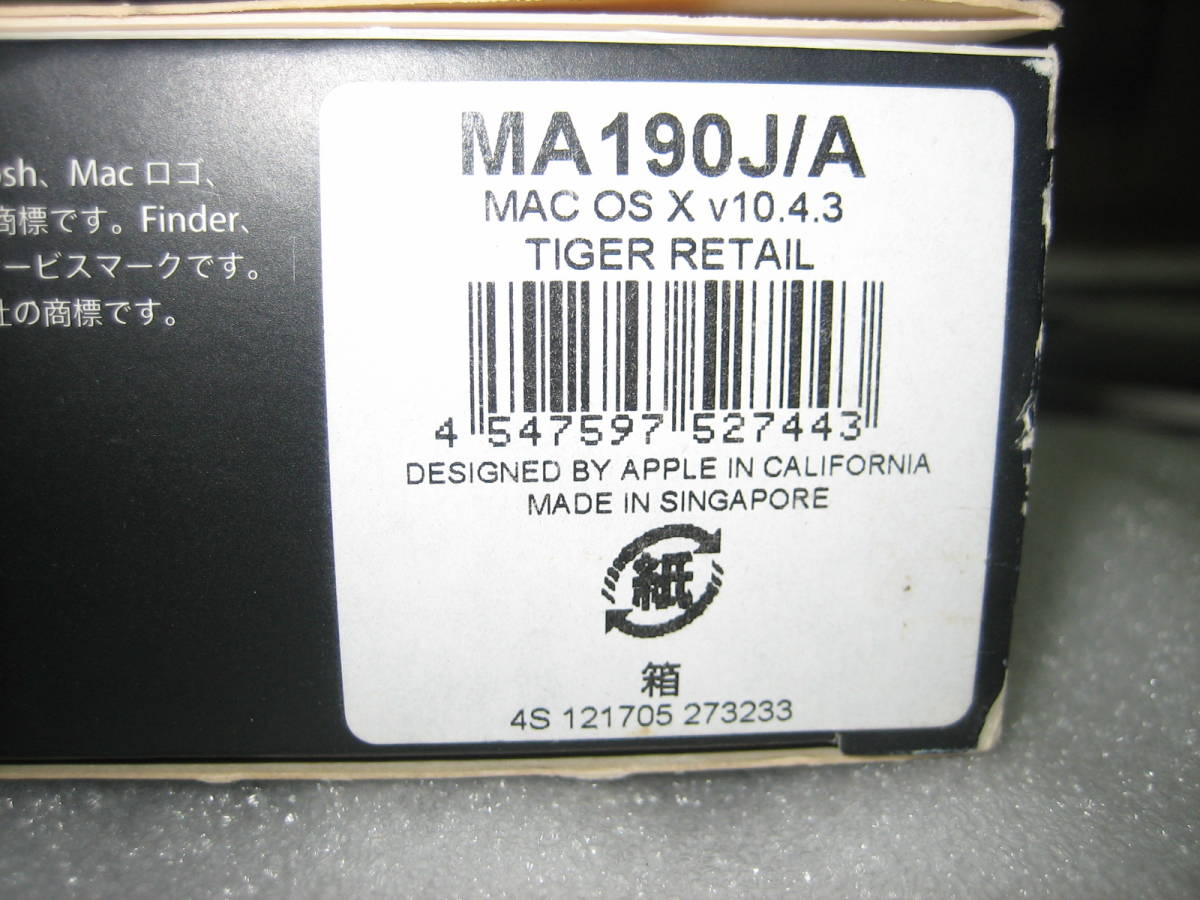 osh、Mac ロゴ、
商標です。Finder、
ービスマークです。
社の商標です。
MA190J/A
MAC OS X v10.4.3
TIGER RETAIL
4 547597 527443
DESIGNED BY APPLE IN CALIFORNIA
MADE IN SINGAPORE
紙
箱
4S 121705 273233